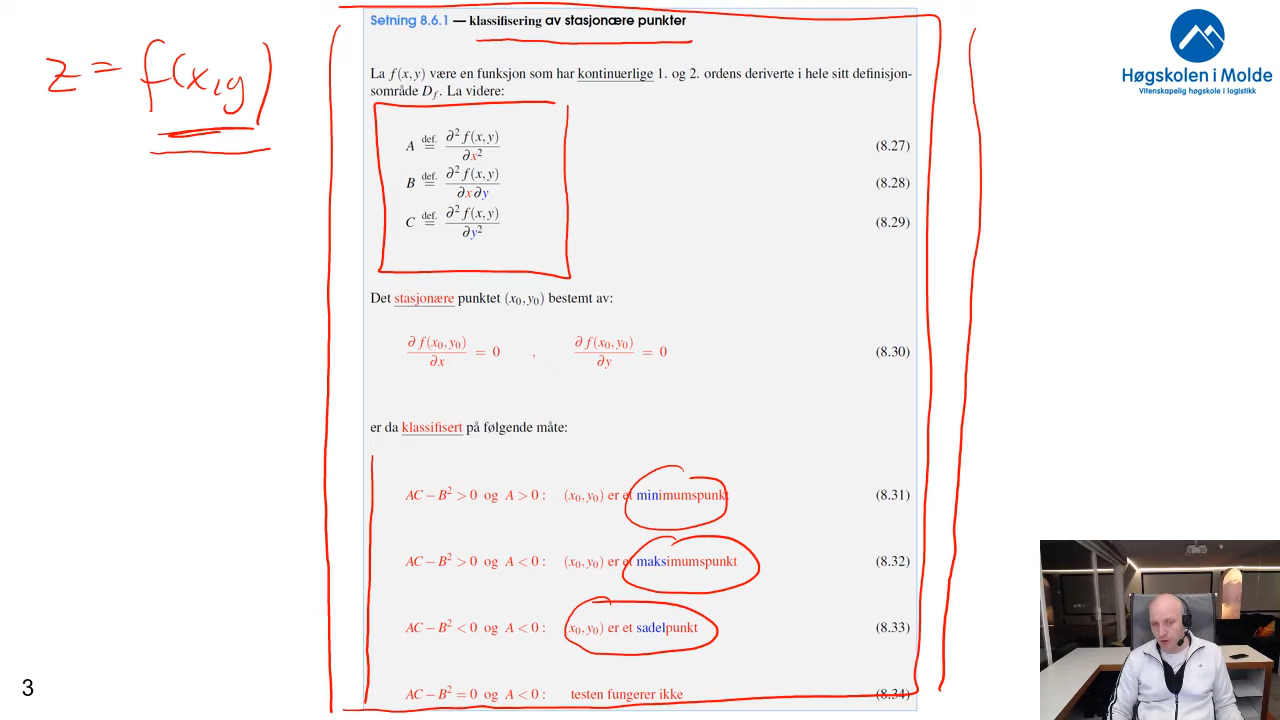 z = f(x,y)
Setning 8.6.1 — klassifisering av stasjonære punkter
La f(x,y) være en funksjon som har kontinuerlige 1. og 2. ordens deriverte i hele sitt definisjon-
sområde D_f. La videre:
A def.= ∂²f(x,y)/∂x² (8.27)
B def.= ∂²f(x,y)/∂x∂y (8.28)
C def.= ∂²f(x,y)/∂y² (8.29)
Det stasjonære punktet (x₀,y₀) bestemt av:
∂f(x₀,y₀)/∂x = 0 , ∂f(x₀,y₀)/∂y = 0 (8.30)
er da klassifisert på følgende måte:
AC − B² > 0 og A > 0 : (x₀,y₀) er et minimumspunkt (8.31)
AC − B² > 0 og A < 0 : (x₀,y₀) er et maksimumspunkt (8.32)
AC − B² < 0 og A < 0 : (x₀,y₀) er et sadelpunkt (8.33)
AC − B² = 0 og A < 0 : testen fungerer ikke (8.34)
Høgskolen i Molde
Vitenskapelig høgskole i logistikk
3